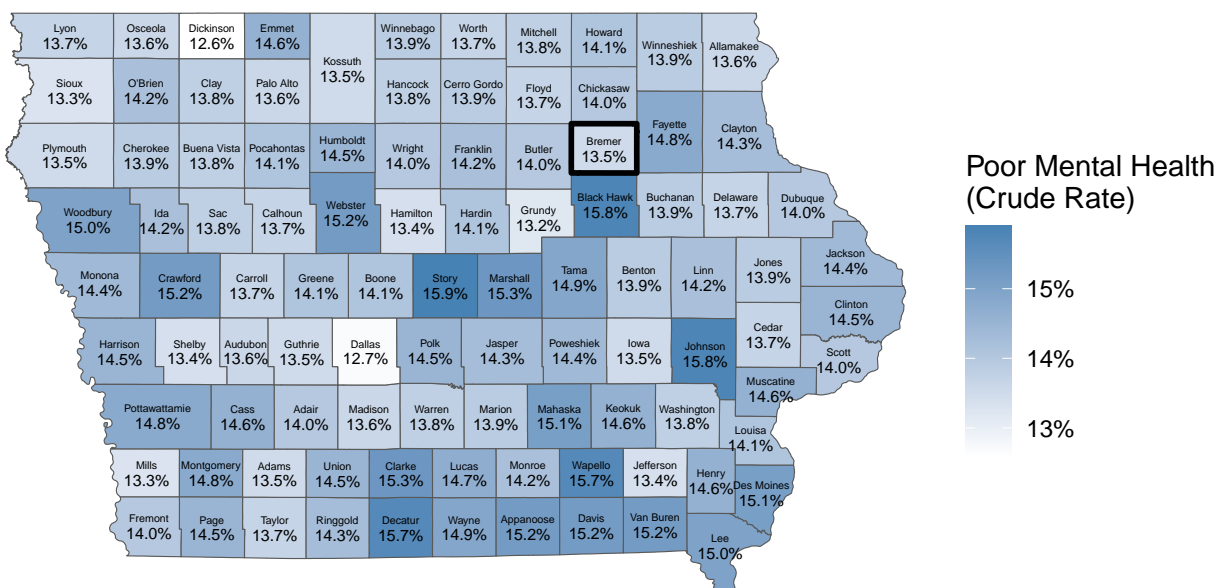 Lyon
13.7%
Osceola
13.6%
Dickinson
12.6%
Emmet
14.6%
Kossuth
13.5%
Winnebago
13.9%
Worth
13.7%
Mitchell
13.8%
Howard
14.1%
Winneshiek
13.9%
Allamakee
13.6%
Sioux
13.3%
O'Brien
14.2%
Clay
13.8%
Palo Alto
13.6%
Hancock
13.8%
Cerro Gordo
13.9%
Floyd
13.7%
Chickasaw
14.0%
Plymouth
13.5%
Cherokee
13.9%
Buena Vista
13.8%
Pocahontas
14.1%
Humboldt
14.5%
Wright
14.0%
Franklin
14.2%
Butler
14.0%
Bremer
13.5%
Fayette
14.8%
Clayton
14.3%
Woodbury
15.0%
Ida
14.2%
Sac
13.8%
Calhoun
13.7%
Webster
15.2%
Hamilton
13.4%
Hardin
14.1%
Grundy
13.2%
Black Hawk
15.8%
Buchanan
13.9%
Delaware
13.7%
Dubuque
14.0%
Monona
14.4%
Crawford
15.2%
Carroll
13.7%
Greene
14.1%
Boone
14.1%
Story
15.9%
Marshall
15.3%
Tama
14.9%
Benton
13.9%
Linn
14.2%
Jones
13.9%
Jackson
14.4%
Clinton
14.5%
Harrison
14.5%
Shelby
13.4%
Audubon
13.6%
Guthrie
13.5%
Dallas
12.7%
Polk
14.5%
Jasper
14.3%
Poweshiek
14.4%
Iowa
13.5%
Johnson
15.8%
Cedar
13.7%
Scott
14.0%
Muscatine
14.6%
Pottawattamie
14.8%
Cass
14.6%
Adair
14.0%
Madison
13.6%
Warren
13.8%
Marion
13.9%
Mahaska
15.1%
Keokuk
14.6%
Washington
13.8%
Louisa
14.1%
Mills
13.3%
Montgomery
14.8%
Adams
13.5%
Union
14.5%
Clarke
15.3%
Lucas
14.7%
Monroe
14.2%
Wapello
15.7%
Jefferson
13.4%
Henry
14.6%
Des Moines
15.1%
Fremont
14.0%
Page
14.5%
Taylor
13.7%
Ringgold
14.3%
Decatur
15.7%
Wayne
14.9%
Appanoose
15.2%
Davis
15.2%
Van Buren
15.2%
Lee
15.0%
Poor Mental Health
(Crude Rate)
15%
14%
13%